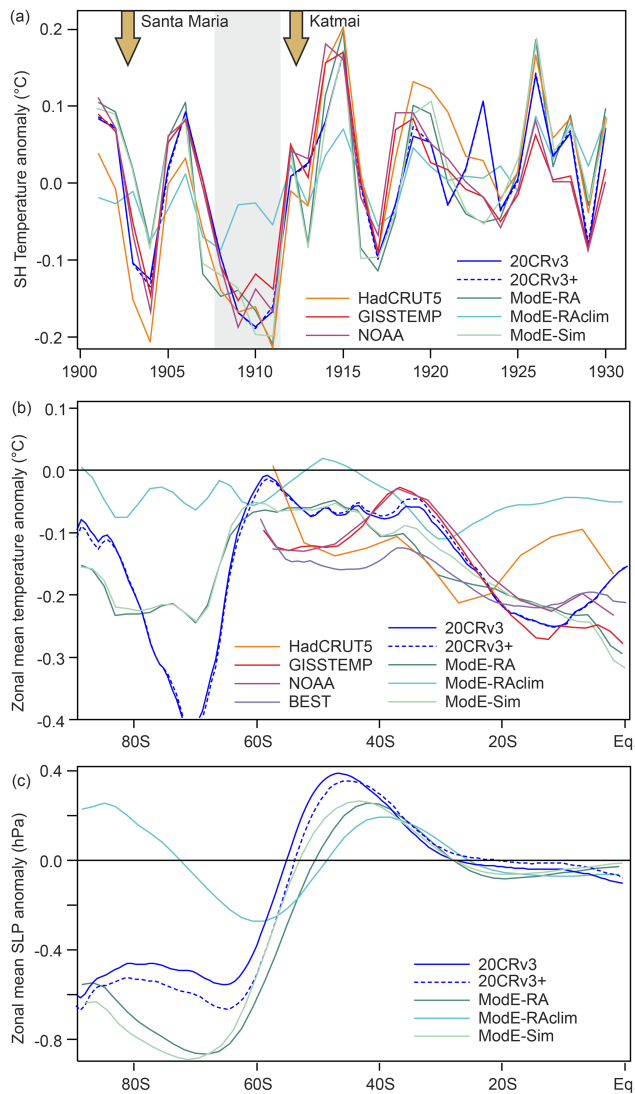 (a)
Santa Maria
Katmai
SH Temperature anomaly (°C)
0.2
0.1
0.0
-0.1
-0.2
20CRv3
HadCRUT5
20CRv3+
GISSTEMP
ModE-RA
NOAA
ModE-RAclim
ModE-Sim
1900
1905
1910
1915
1920
1926
1930
(b)
Zonal mean temperature anomaly (°C)
0.1
0.0
-0.1
-0.2
-0.3
-0.4
20CRv3
HadCRUT5
20CRv3+
GISSTEMP
ModE-RA
NOAA
ModE-RAclim
BEST
ModE-Sim
80S
60S
40S
20S
Eq.
(c)
Zonal mean SLP anomaly (hPa)
0.4
0.0
-0.4
-0.8
20CRv3
20CRv3+
ModE-RA
ModE-RAclim
ModE-Sim
80S
60S
40S
20S
Eq.